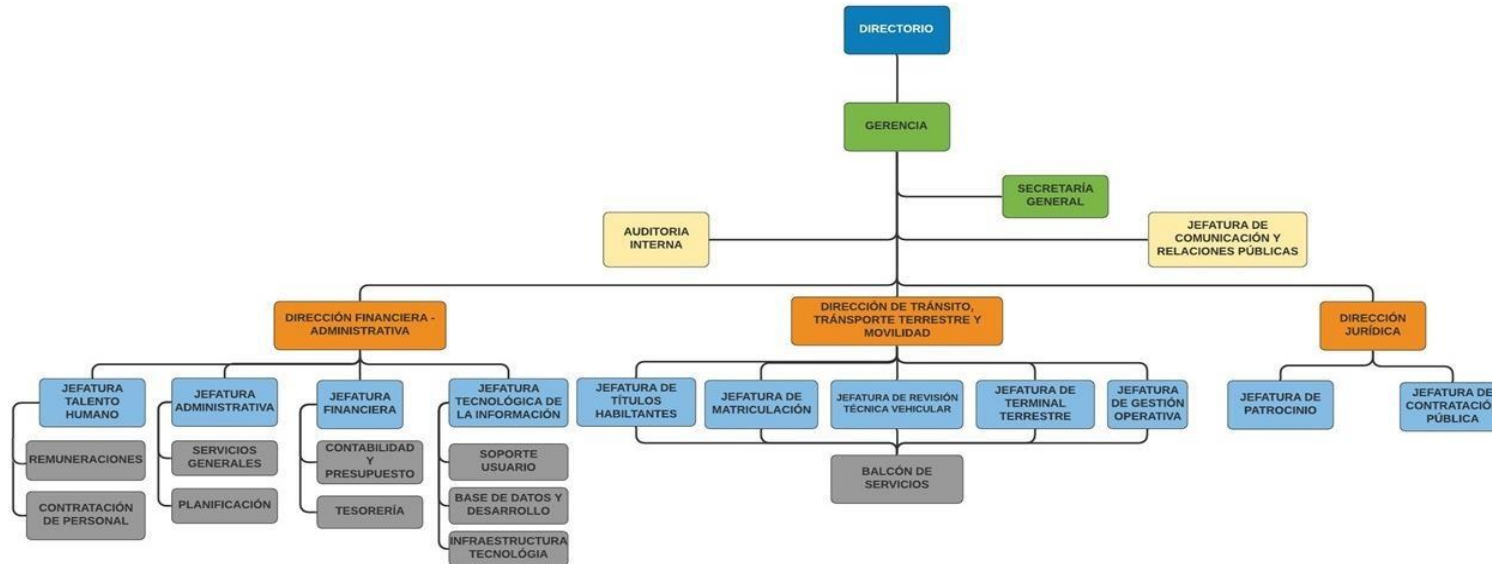 DIRECTORIO
GERENCIA
SECRETARÍA
GENERAL
AUDITORIA
INTERNA
JEFATURA DE
COMUNICACIÓN Y
RELACIONES PÚBLICAS
DIRECCIÓN FINANCIERA -
ADMINISTRATIVA
DIRECCIÓN DE TRÁNSITO,
TRÁNSPORTE TERRESTRE Y
MOVILIDAD
DIRECCIÓN
JURÍDICA
JEFATURA
TALENTO
HUMANO
JEFATURA
ADMINISTRATIVA
JEFATURA
FINANCIERA
JEFATURA
TECNOLÓGICA DE
DE LA INFORMACIÓN
JEFATURA DE
TÍTULOS
HABILTANTES
JEFATURA DE
MATRICULACIÓN
JEFATURA DE REVISIÓN
TÉCNICA VEHICULAR
JEFATURA DE
TERMINAL
TERRESTRE
JEFATURA
DE GESTIÓN
OPERATIVA
JEFATURA DE
PATROCINIO
JEFATURA DE
CONTRATACIÓN
PÚBLICA
REMUNERACIONES
CONTRATACIÓN
DE PERSONAL
SERVICIOS
GENERALES
PLANIFICACIÓN
CONTABILIDAD
Y
PRESUPUESTO
TESORERÍA
SOPORTE
USUARIO
BASE DE DATOS Y
DESARROLLO
INFRAESTRUCTURA
TECNOLÓGIA
BALCÓN DE
SERVICIOS